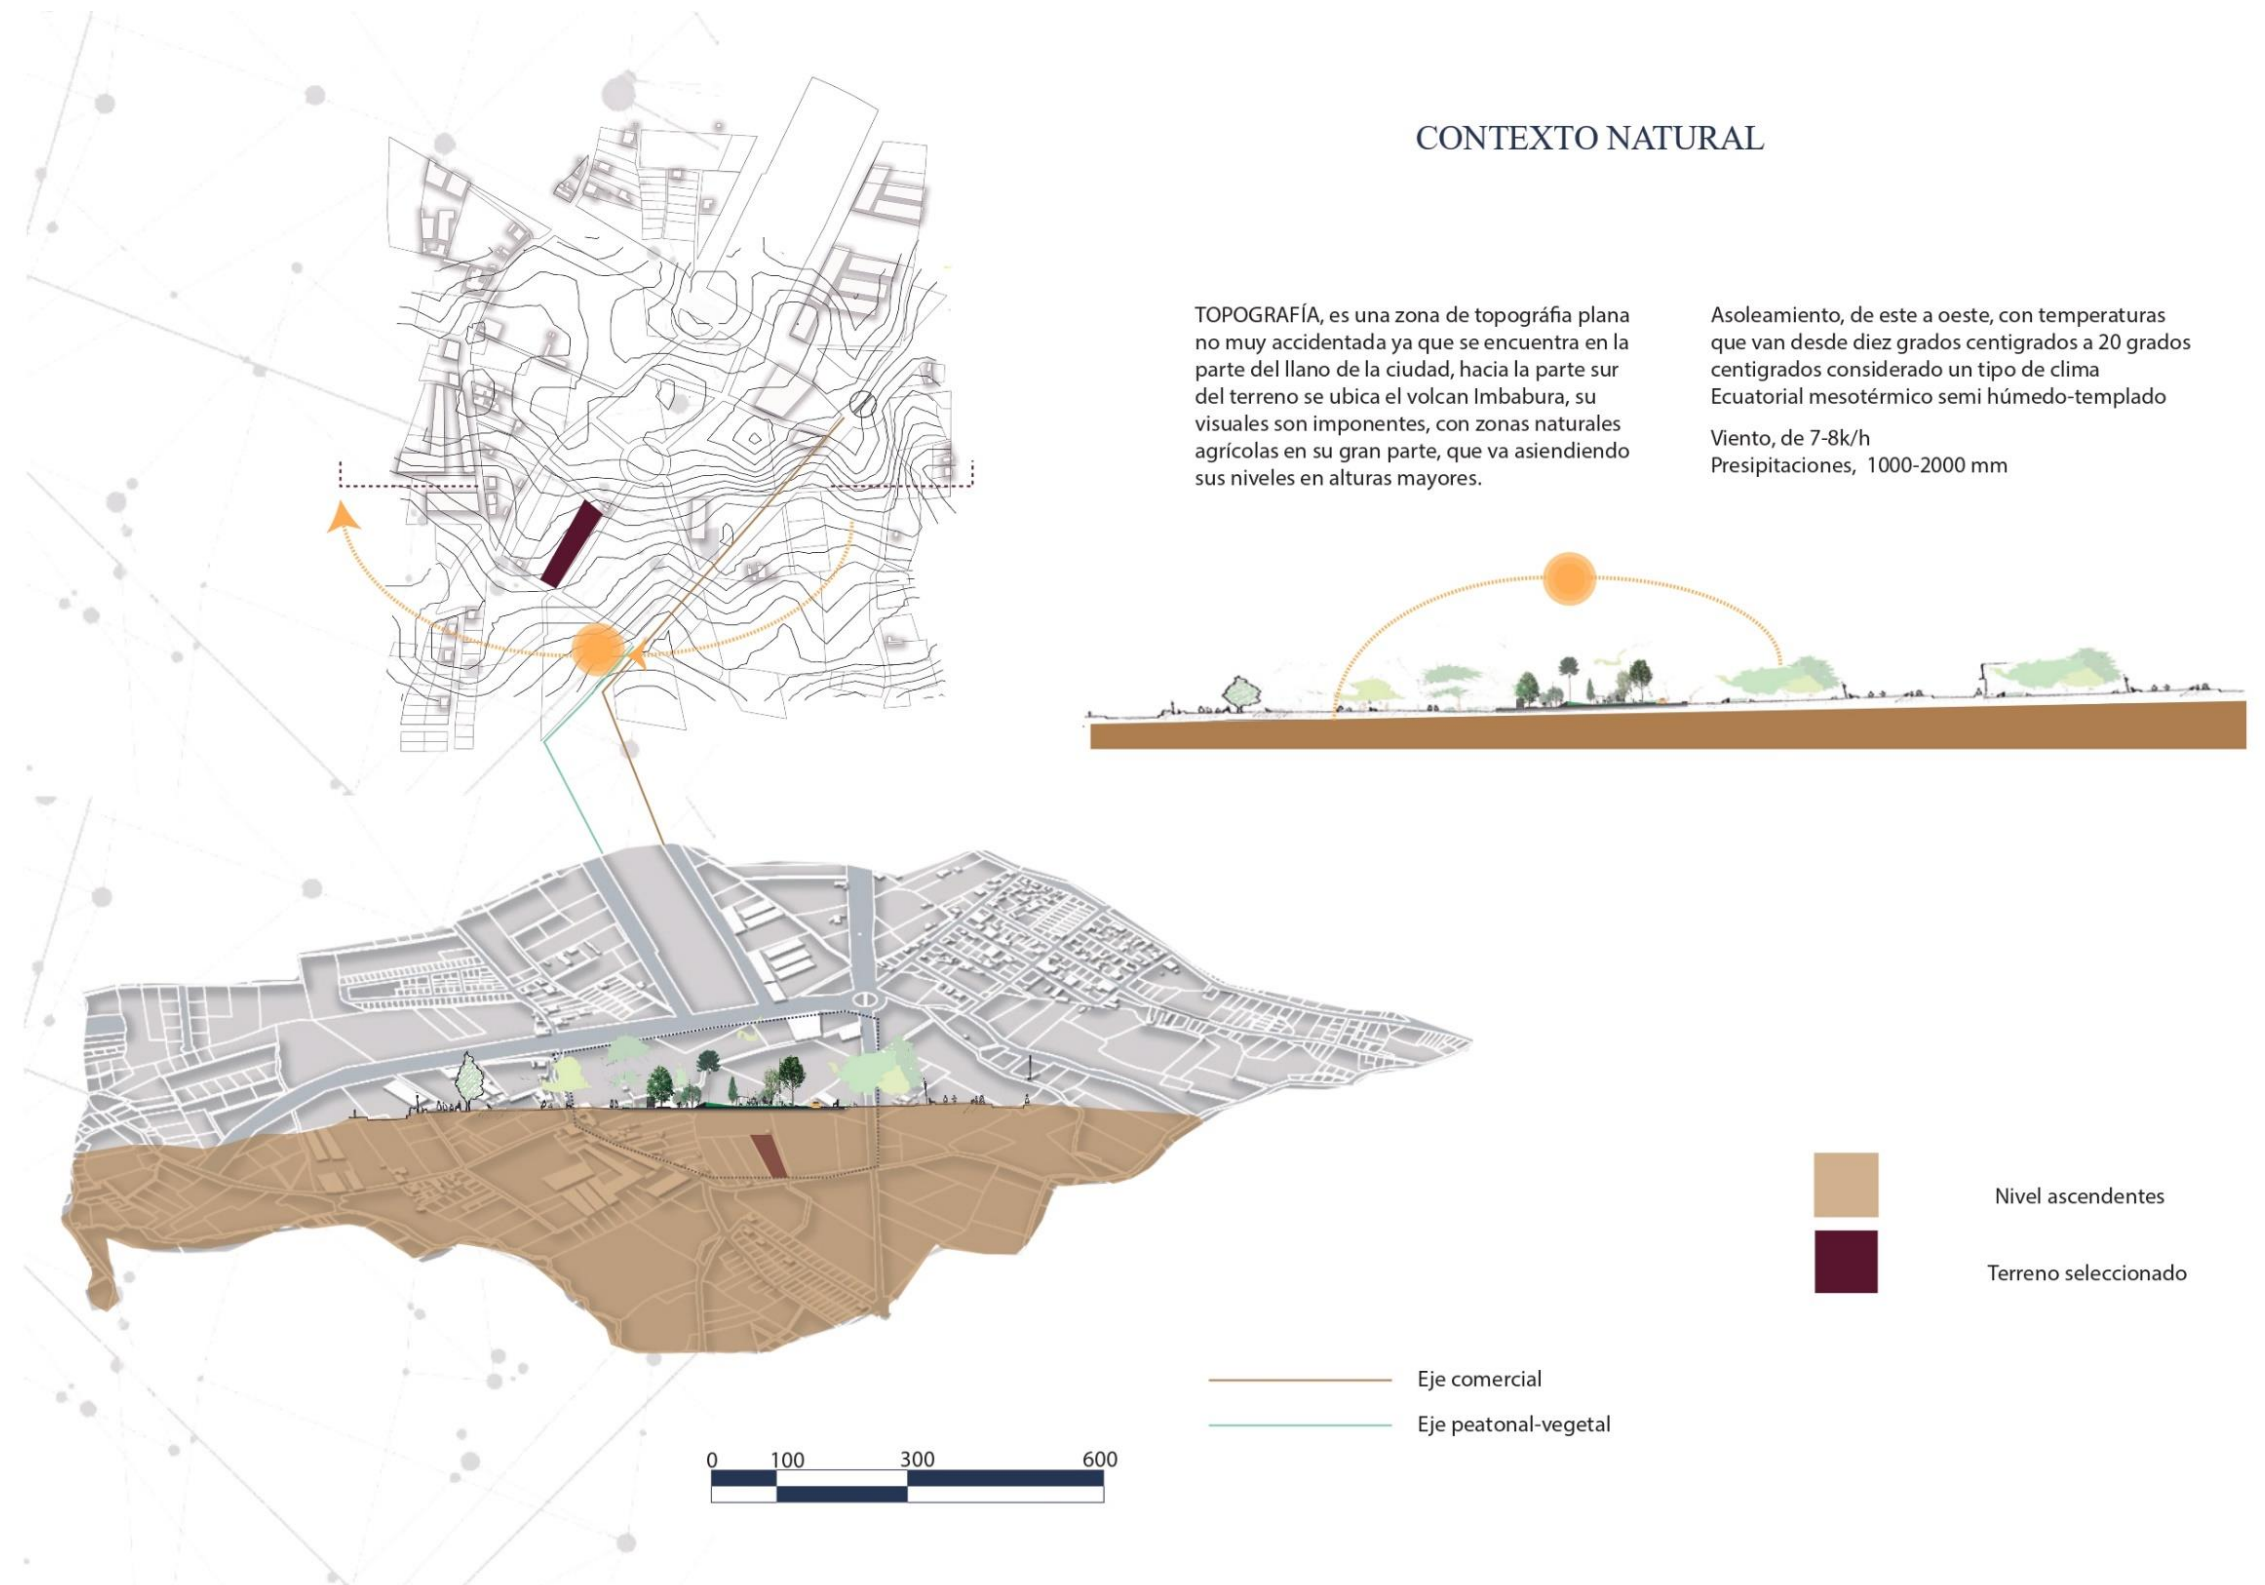 CONTEXTO NATURAL
TOPOGRAFÍA, es una zona de topográfia plana
no muy accidentada ya que se encuentra en la
parte del llano de la ciudad, hacia la parte sur
del terreno se ubica el volcan Imbabura, su
visuales son imponentes, con zonas naturales
agrícolas en su gran parte, que va asiendiendo
sus niveles en alturas mayores.
Asoleamiento, de este a oeste, con temperaturas
que van desde diez grados centigrados a 20 grados
centigrados considerado un tipo de clima
Ecuatorial mesotérmico semi húmedo-templado
Viento, de 7-8k/h
Presipitaciones, 1000-2000 mm
Nivel ascendentes
Terreno seleccionado
Eje comercial
Eje peatonal-vegetal
0 100 300 600